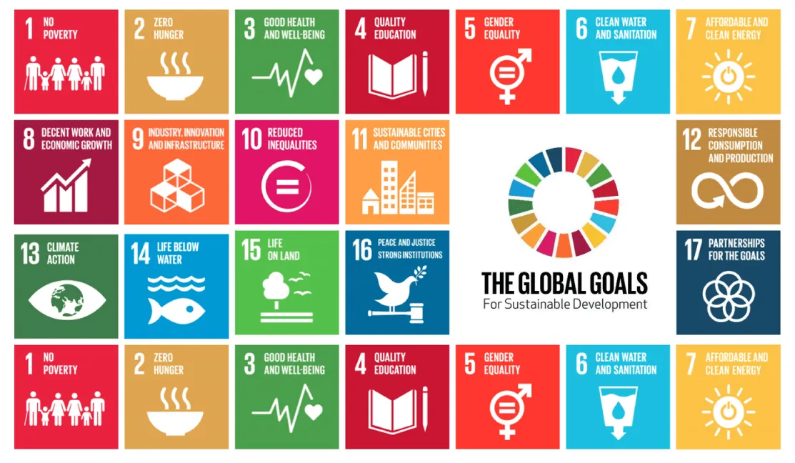 1 NO
POVERTY
2 ZERO
HUNGER
3 GOOD HEALTH
AND WELL-BEING
4 QUALITY
EDUCATION
5 GENDER
EQUALITY
6 CLEAN WATER
AND SANITATION
7 AFFORDABLE AND
CLEAN ENERGY
8 DECENT WORK AND
ECONOMIC GROWTH
9 INDUSTRY, INNOVATION
AND INFRASTRUCTURE
10 REDUCED
INEQUALITIES
11 SUSTAINABLE CITIES
AND COMMUNITIES
12 RESPONSIBLE
CONSUMPTION
AND PRODUCTION
13 CLIMATE
ACTION
14 LIFE BELOW
WATER
15 LIFE
ON LAND
16 PEACE AND JUSTICE
STRONG INSTITUTIONS
THE GLOBAL GOALS
For Sustainable Development
17 PARTNERSHIPS
FOR THE GOALS
1 NO
POVERTY
2 ZERO
HUNGER
3 GOOD HEALTH
AND WELL-BEING
4 QUALITY
EDUCATION
5 GENDER
EQUALITY
6 CLEAN WATER
AND SANITATION
7 AFFORDABLE AND
CLEAN ENERGY